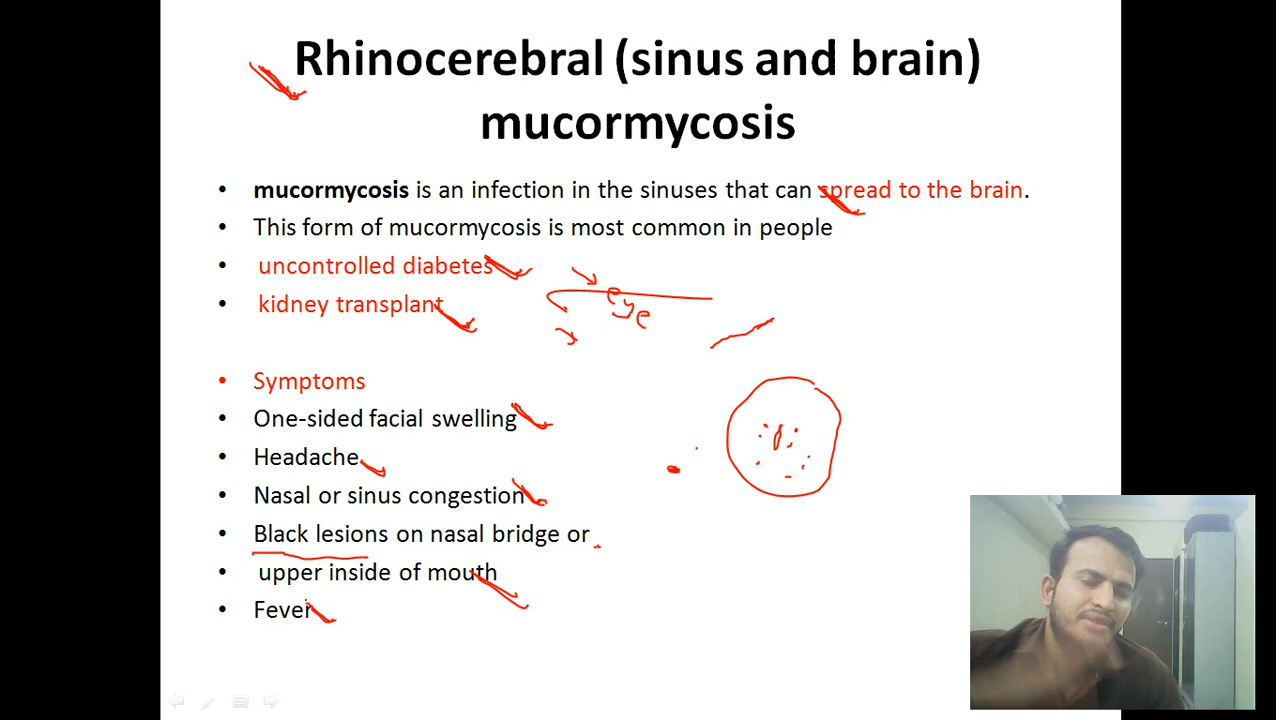 Rhinocerebral (sinus and brain)
mucormycosis
• mucormycosis is an infection in the sinuses that can spread to the brain.
• This form of mucormycosis is most common in people
• uncontrolled diabetes
• kidney transplant
eye
• Symptoms
• One-sided facial swelling
• Headache
• Nasal or sinus congestion
• Black lesions on nasal bridge or
• upper inside of mouth
• Fever